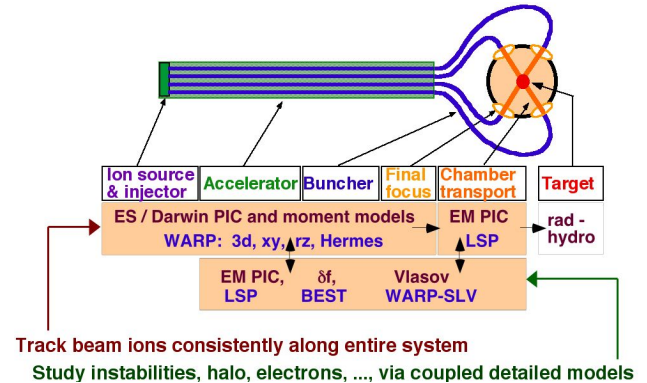 Ion source & injector
Accelerator
Buncher
Final focus
Chamber transport
Target
ES / Darwin PIC and moment models
WARP: 3d, xy, rz, Hermes
EM PIC
LSP
rad - hydro
EM PIC, δf, Vlasov
LSP BEST WARP-SLV
Track beam ions consistently along entire system
Study instabilities, halo, electrons, ..., via coupled detailed models